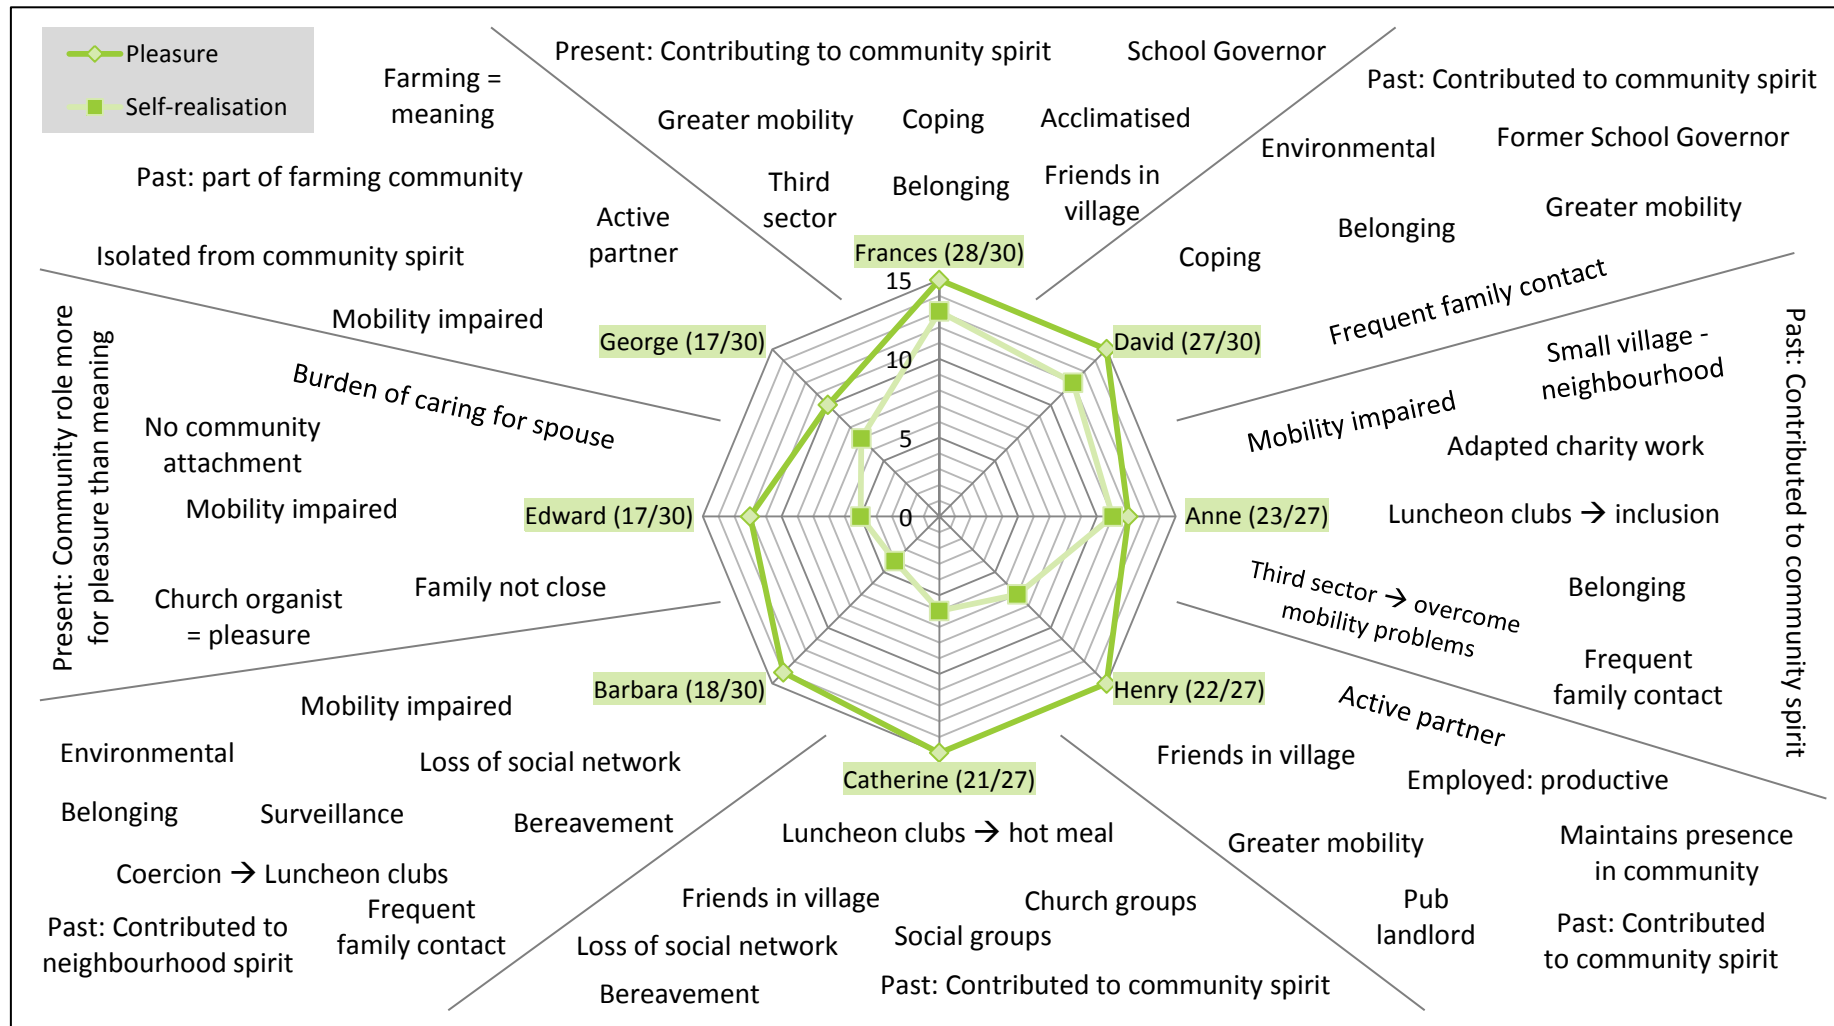 Pleasure
Self-realisation
Farming =
meaning
Past: part of farming community
Active
partner
Isolated from community spirit
Mobility impaired
George (17/30)
Present: Contributing to community spirit
School Governor
Greater mobility
Coping
Acclimatised
Third
sector
Belonging
Friends in
village
Frances (28/30)
Past: Contributed to community spirit
Environmental
Former School Governor
Belonging
Greater mobility
Coping
Frequent family contact
David (27/30)
Small village -
neighbourhood
Mobility impaired
Adapted charity work
Luncheon clubs → inclusion
Third sector → overcome
mobility problems
Belonging
Frequent
family contact
Past: Contributed to community spirit
Anne (23/27)
Henry (22/27)
Active partner
Friends in village
Employed: productive
Greater mobility
Maintains presence
in community
Pub
landlord
Past: Contributed
to community spirit
Catherine (21/27)
Luncheon clubs → hot meal
Friends in village
Church groups
Loss of social network
Social groups
Bereavement
Past: Contributed to community spirit
Barbara (18/30)
Mobility impaired
Environmental
Loss of social network
Belonging
Surveillance
Bereavement
Coercion → Luncheon clubs
Past: Contributed to
neighbourhood spirit
Frequent
family contact
Edward (17/30)
Present: Community role more
for pleasure than meaning
Burden of caring for spouse
No community
attachment
Mobility impaired
Family not close
Church organist
= pleasure
15
10
5
0